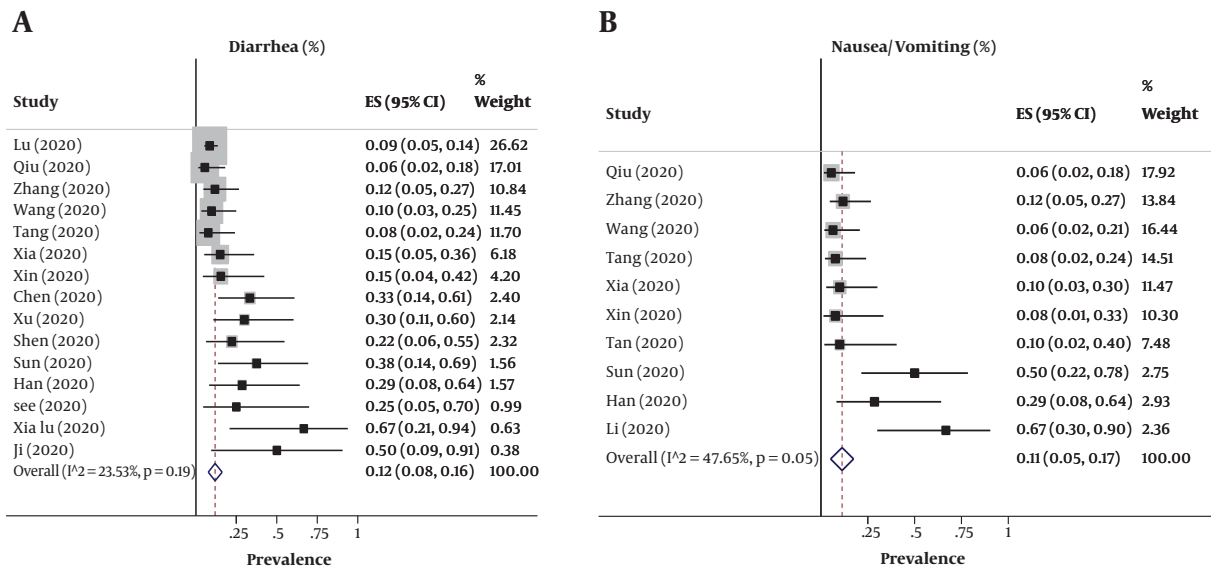 A
Diarrhea (%)
Study ES (95% CI) % Weight
Lu (2020) 0.09 (0.05, 0.14) 26.62
Qiu (2020) 0.06 (0.02, 0.18) 17.01
Zhang (2020) 0.12 (0.05, 0.27) 10.84
Wang (2020) 0.10 (0.03, 0.25) 11.45
Tang (2020) 0.08 (0.02, 0.24) 11.70
Xia (2020) 0.15 (0.05, 0.36) 6.18
Xin (2020) 0.15 (0.04, 0.42) 4.20
Chen (2020) 0.33 (0.14, 0.61) 2.40
Xu (2020) 0.30 (0.11, 0.60) 2.14
Shen (2020) 0.22 (0.06, 0.55) 2.32
Sun (2020) 0.38 (0.14, 0.69) 1.56
Han (2020) 0.29 (0.08, 0.64) 1.57
see (2020) 0.25 (0.05, 0.70) 0.99
Xia lu (2020) 0.67 (0.21, 0.94) 0.63
Ji (2020) 0.50 (0.09, 0.91) 0.38
Overall (I^2 = 23.53%, p = 0.19) 0.12 (0.08, 0.16) 100.00
.25 .5 .75 1
Prevalence
B
Nausea/Vomiting (%)
Study ES (95% CI) % Weight
Qiu (2020) 0.06 (0.02, 0.18) 17.92
Zhang (2020) 0.12 (0.05, 0.27) 13.84
Wang (2020) 0.06 (0.02, 0.21) 16.44
Tang (2020) 0.08 (0.02, 0.24) 14.51
Xia (2020) 0.10 (0.03, 0.30) 11.47
Xin (2020) 0.08 (0.01, 0.33) 10.30
Tan (2020) 0.10 (0.02, 0.40) 7.48
Sun (2020) 0.50 (0.22, 0.78) 2.75
Han (2020) 0.29 (0.08, 0.64) 2.93
Li (2020) 0.67 (0.30, 0.90) 2.36
Overall (I^2 = 47.65%, p = 0.05) 0.11 (0.05, 0.17) 100.00
.25 .5 .75 1
Prevalence